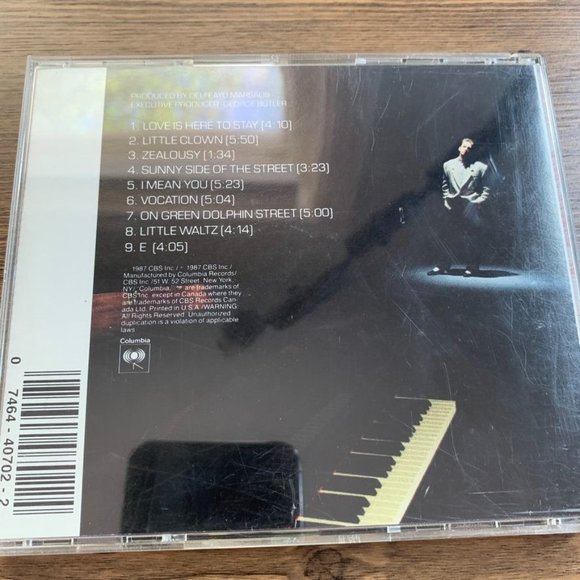 PRODUCED BY DELFEAYO MARSALIS
EXECUTIVE PRODUCER: GEORGE BUTLER
1. LOVE IS HERE TO STAY [4:10]
2. LITTLE CLOWN [5:50]
3. ZEALOUSY [1:34]
4. SUNNY SIDE OF THE STREET [3:23]
5. I MEAN YOU [5:23]
6. VOCATION [5:04]
7. ON GREEN DOLPHIN STREET [5:00]
8. LITTLE WALTZ [4:14]
9. E [4:05]
1987 CBS Inc./ 1987 CBS Inc./
Manufactured by Columbia Records/
CBS Inc./51 W. 52 Street, New York,
NY/"Columbia," are trademarks of
CBS Inc. except in Canada where they
are trademarks of CBS Records Can-
ada Ltd. Printed in U.S.A./WARNING:
All Rights Reserved. Unauthorized
duplication is a violation of applicable
laws.
Columbia
0 7464-40702-2